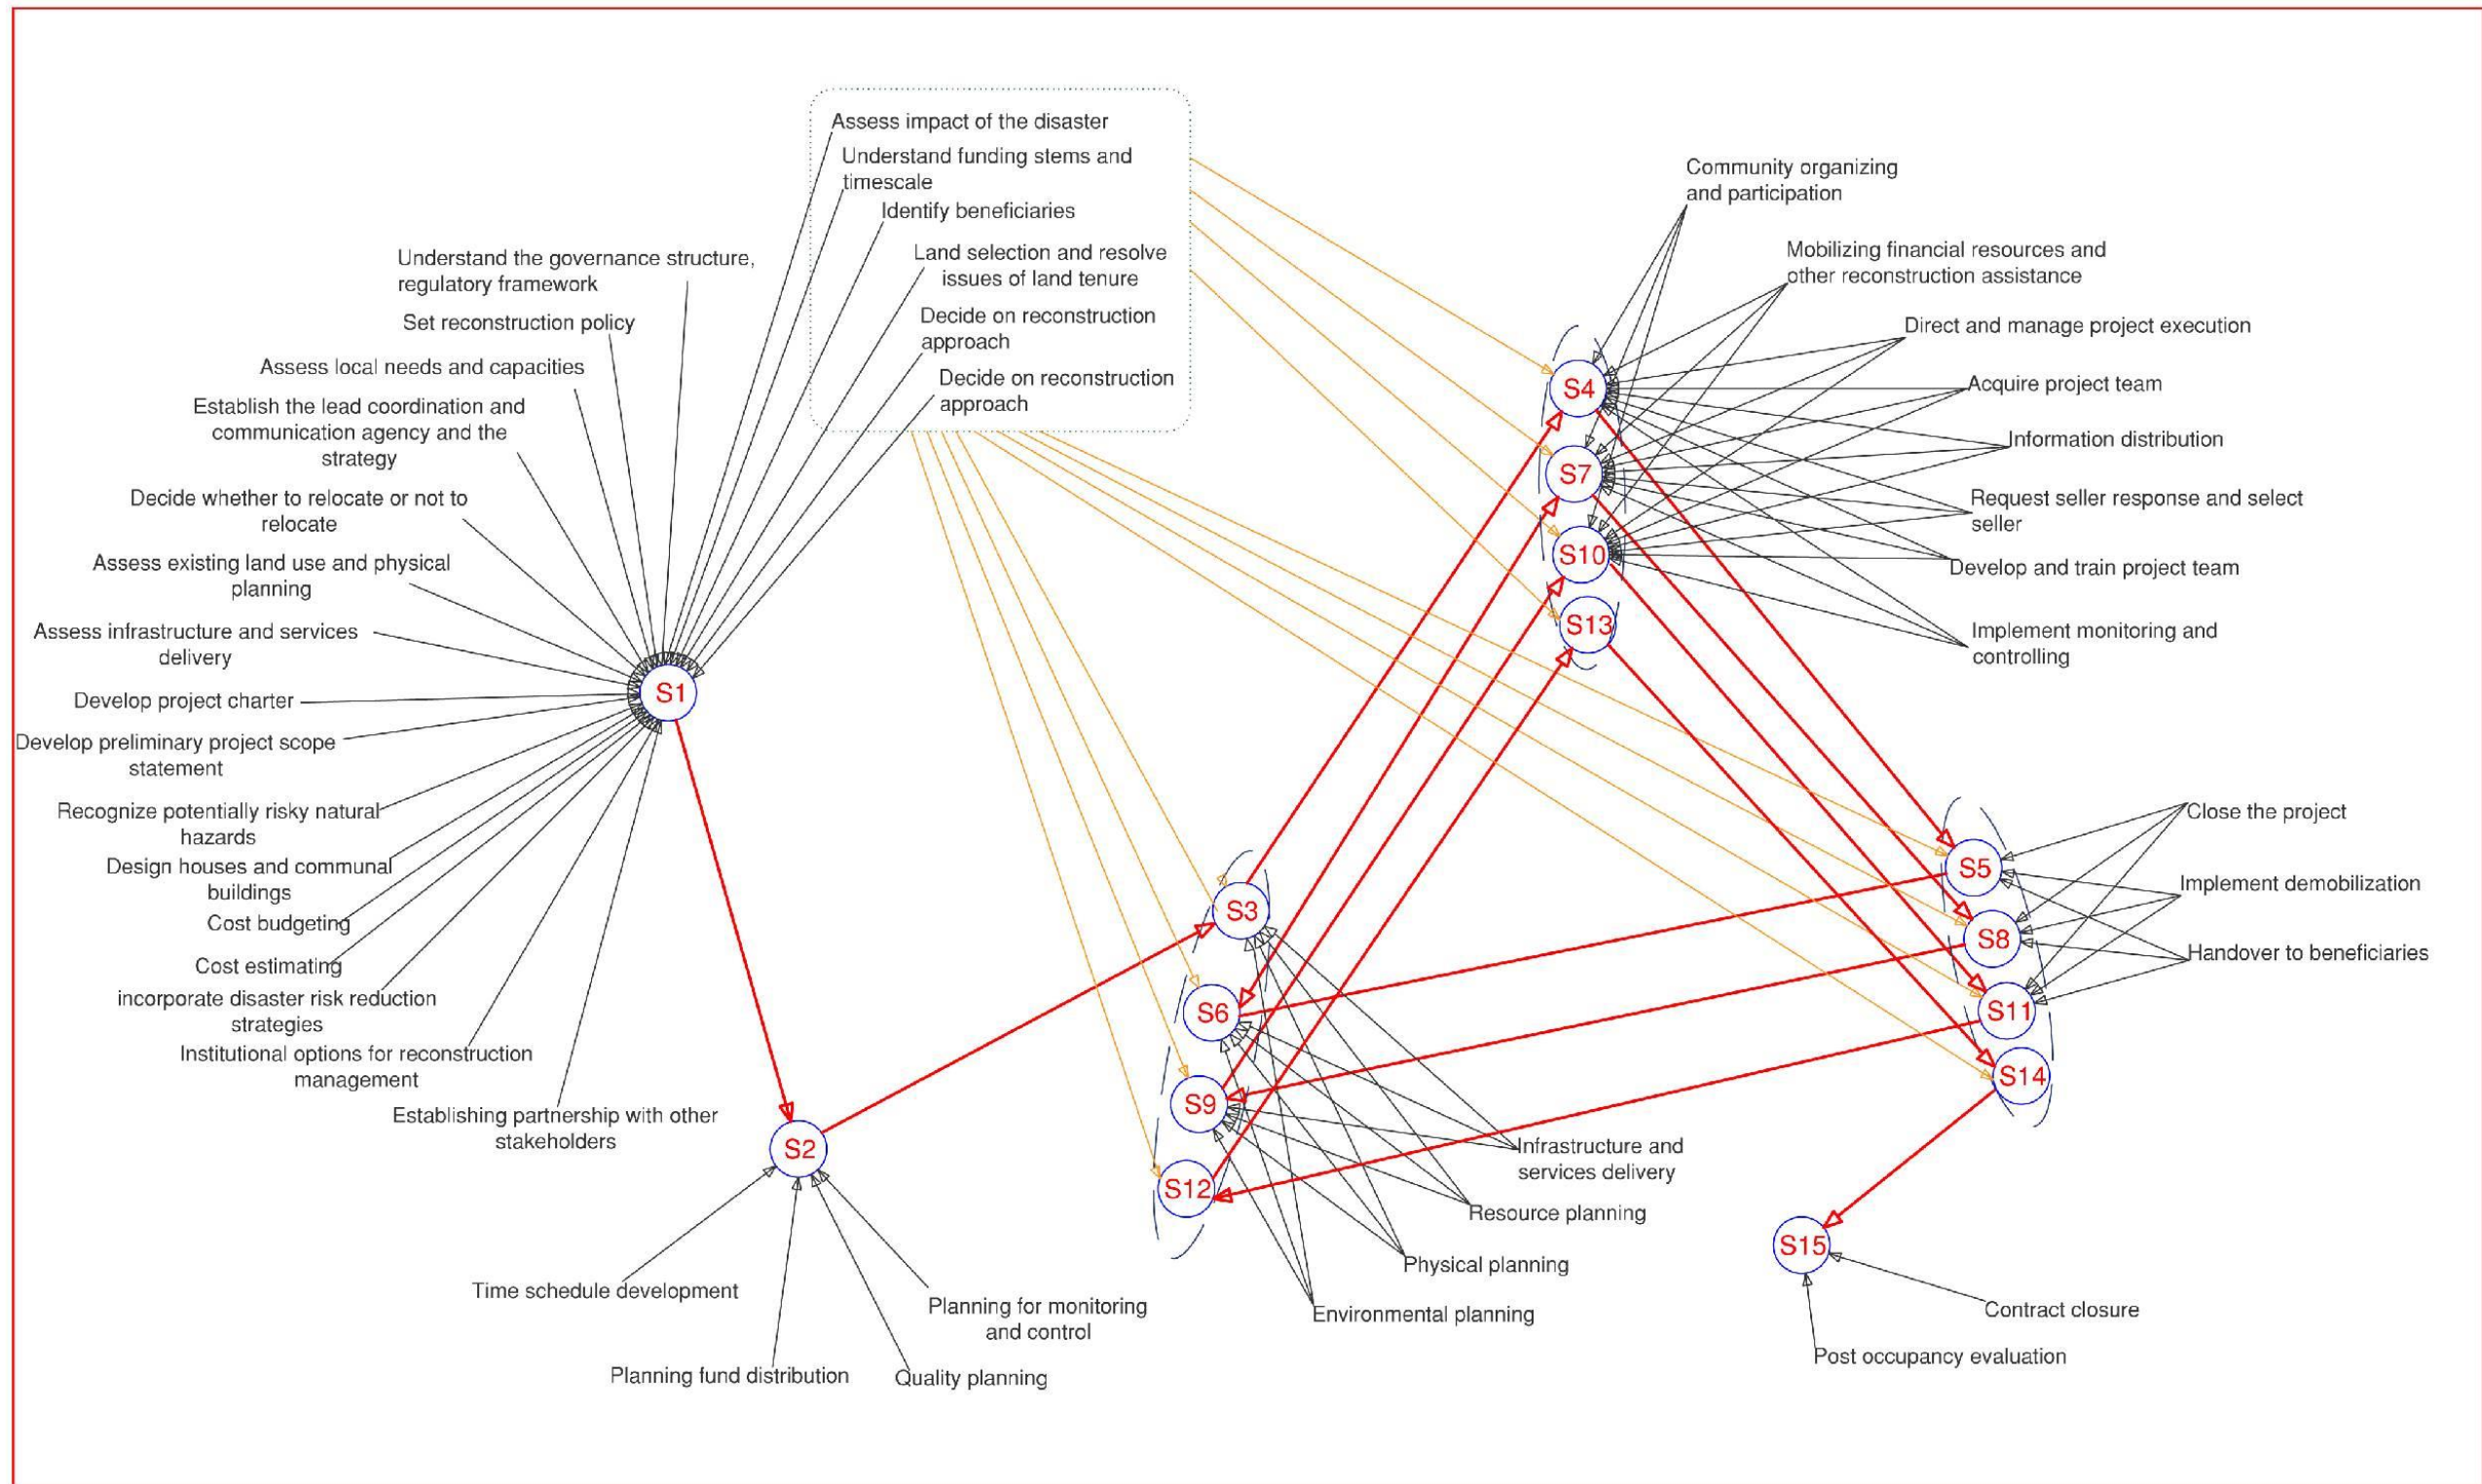 Assess impact of the disaster
Understand funding stems and
timescale
Identify beneficiaries
Land selection and resolve
issues of land tenure
Decide on reconstruction
approach
Decide on reconstruction
approach
Understand the governance structure,
regulatory framework
Set reconstruction policy
Assess local needs and capacities
Establish the lead coordination and
communication agency and the
strategy
Decide whether to relocate or not to
relocate
Assess existing land use and physical
planning
Assess infrastructure and services
delivery
Develop project charter
Develop preliminary project scope
statement
Recognize potentially risky natural
hazards
Design houses and communal
buildings
Cost budgeting
Cost estimating
incorporate disaster risk reduction
strategies
Institutional options for reconstruction
management
Establishing partnership with other
stakeholders
S1
S2
Time schedule development
Planning fund distribution
Quality planning
Planning for monitoring
and control
S3
S6
S9
S12
Infrastructure and
services delivery
Resource planning
Physical planning
Environmental planning
Community organizing
and participation
Mobilizing financial resources and
other reconstruction assistance
Direct and manage project execution
Acquire project team
Information distribution
Request seller response and select
seller
Develop and train project team
Implement monitoring and
controlling
S4
S7
S10
S13
S5
S8
S11
S14
Close the project
Implement demobilization
Handover to beneficiaries
S15
Contract closure
Post occupancy evaluation